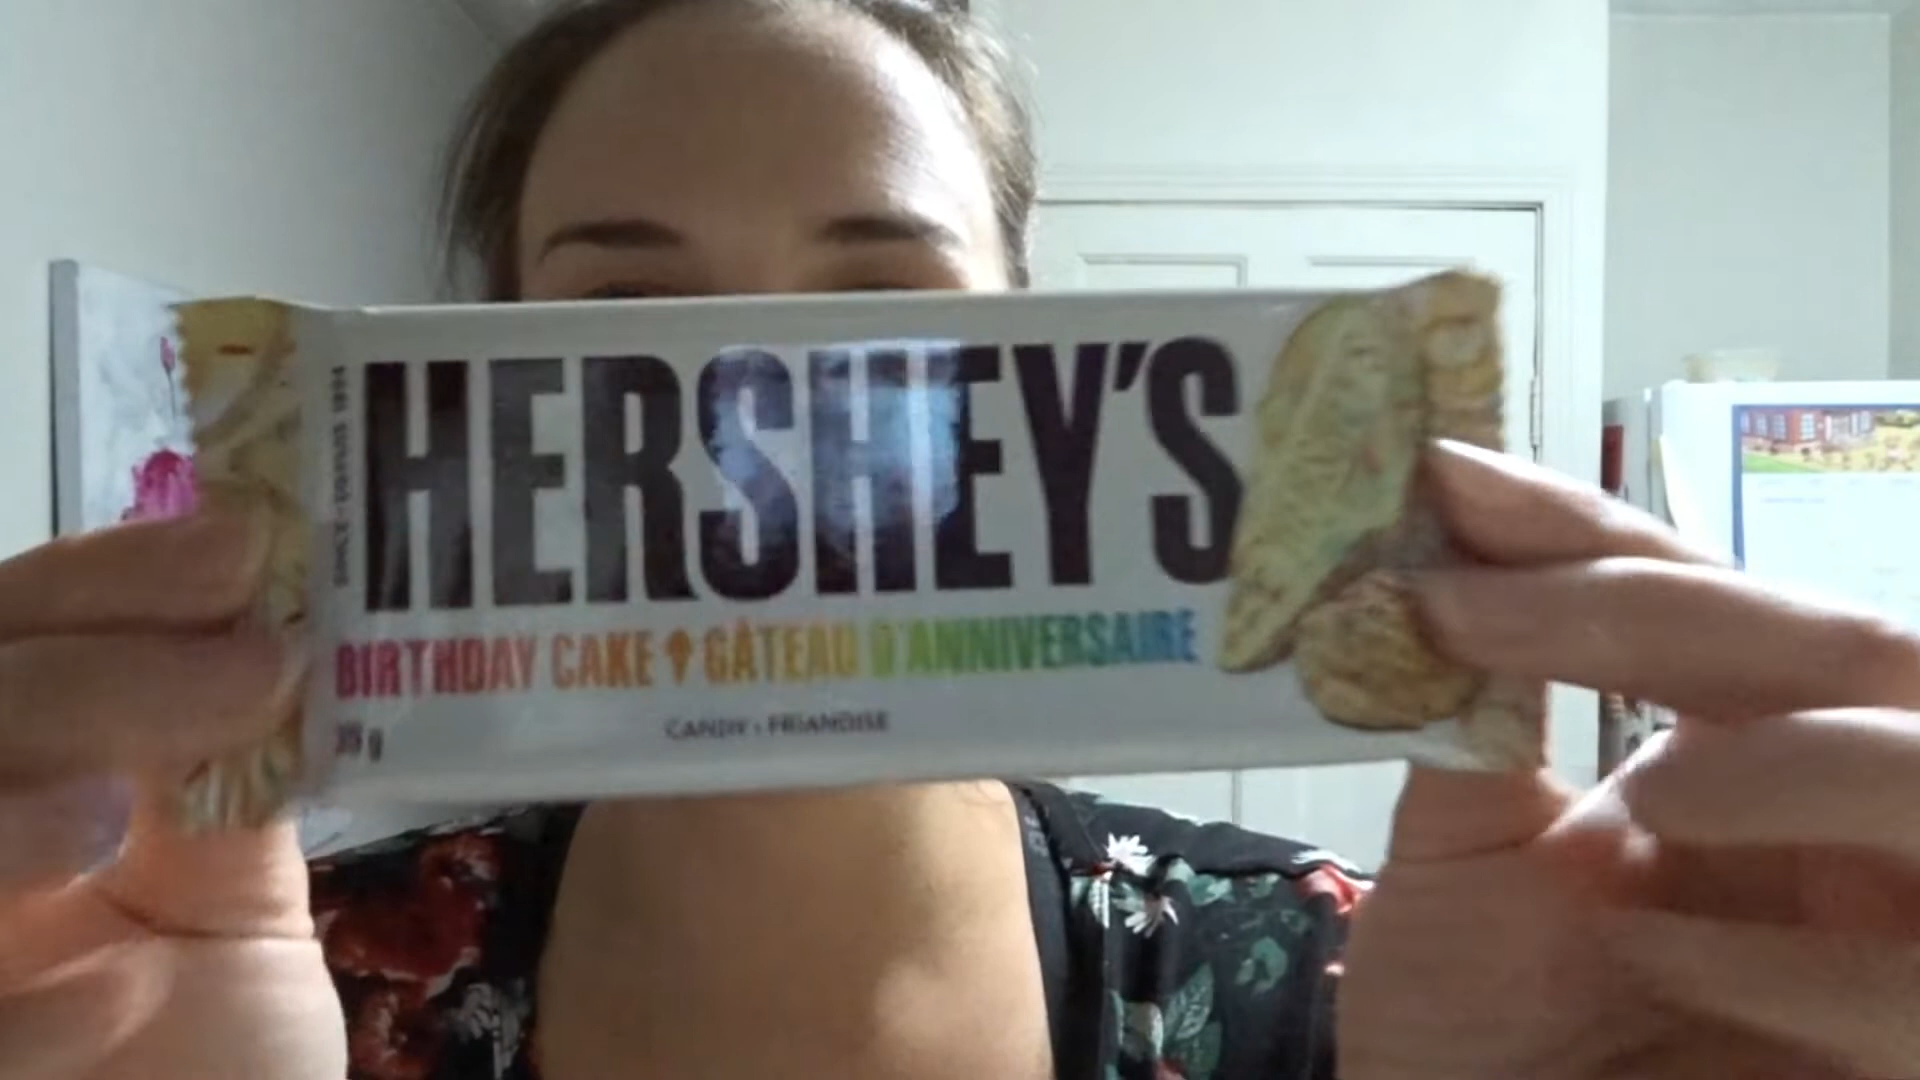 HERSHEY'S
BIRTHDAY CAKE GÂTEAU D'ANNIVERSAIRE
CANDY • FRIANDISE
SINCE • DEPUIS 1894